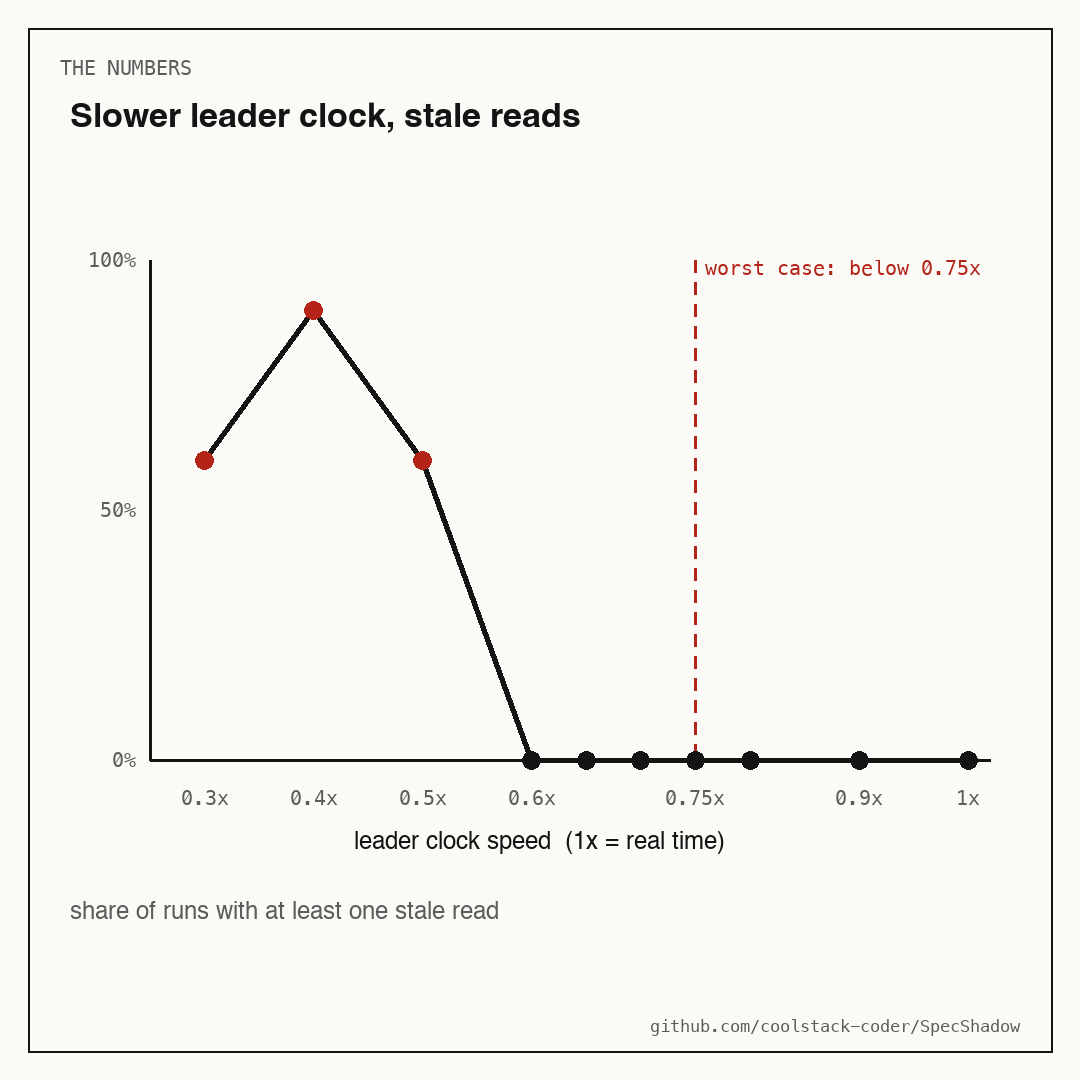 THE NUMBERS
Slower leader clock, stale reads
100%
worst case: below 0.75x
50%
0%
0.3x 0.4x 0.5x 0.6x 0.75x 0.9x 1x
leader clock speed (1x = real time)
share of runs with at least one stale read
github.com/coolstack-coder/SpecShadow